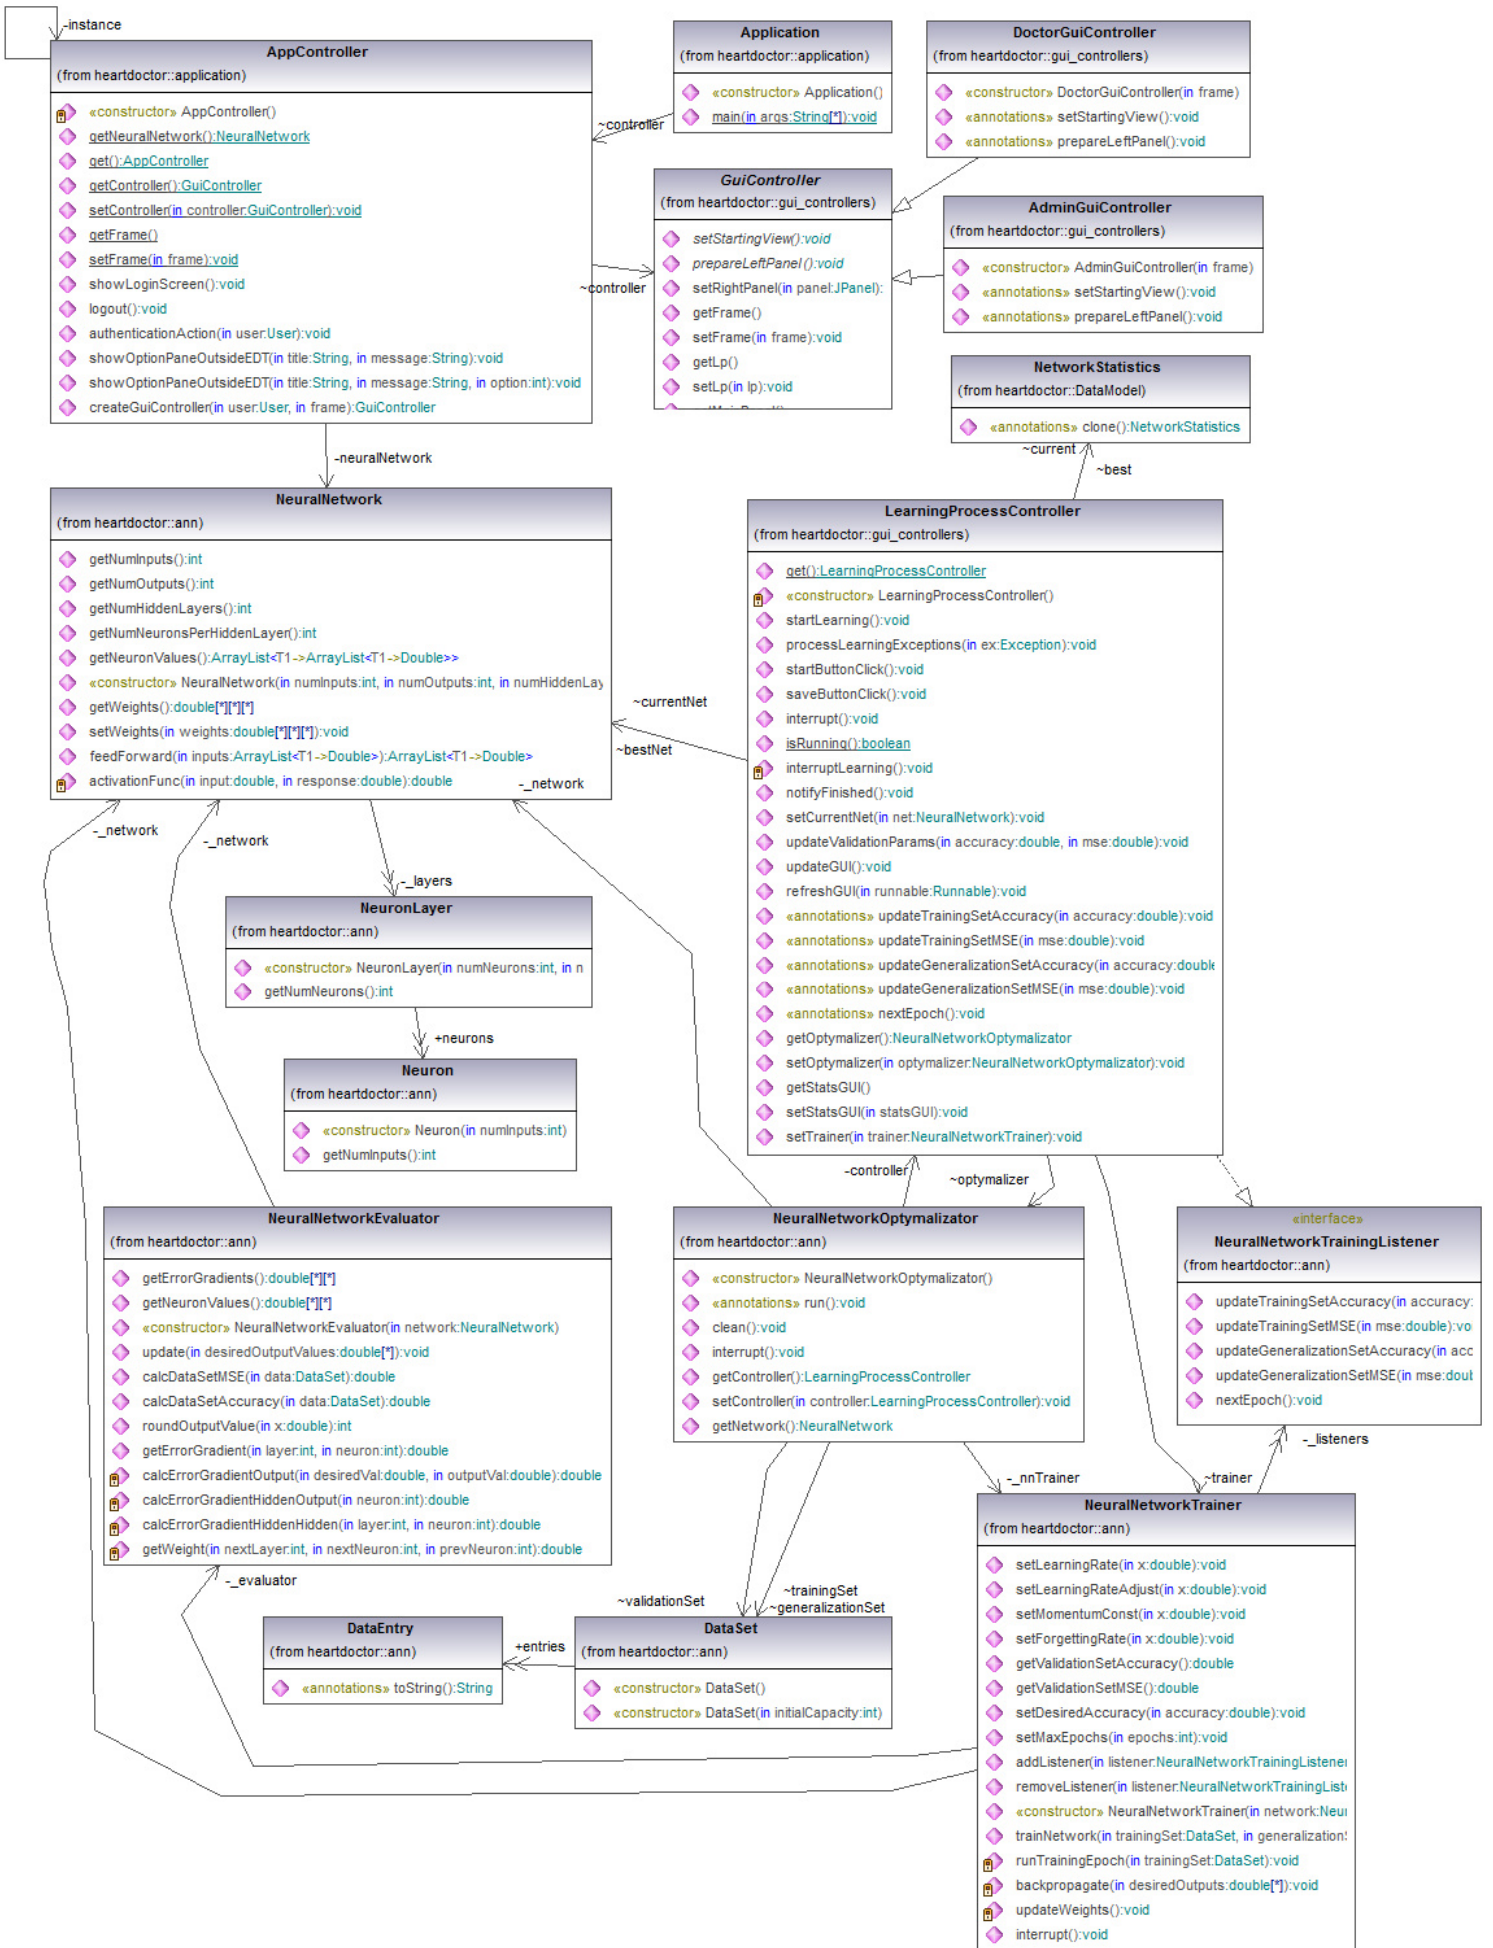 -instance
AppController
(from heartdoctor::application)
«constructor» AppController()
getNeuralNetwork():NeuralNetwork
get():AppController
getController():GuiController
setController(in controller:GuiController):void
getFrame()
setFrame(in frame):void
showLoginScreen():void
logout():void
authenticationAction(in user:User):void
showOptionPaneOutsideEDT(in title:String, in message:String):void
showOptionPaneOutsideEDT(in title:String, in message:String, in option:int):void
createGuiController(in user:User, in frame):GuiController
Application
(from heartdoctor::application)
«constructor» Application()
main(in args:String[*]):void
~controller
DoctorGuiController
(from heartdoctor::gui_controllers)
«constructor» DoctorGuiController(in frame)
«annotations» setStartingView():void
«annotations» prepareLeftPanel():void
GuiController
(from heartdoctor::gui_controllers)
setStartingView():void
prepareLeftPanel():void
setRightPanel(in panel:JPanel):
getFrame()
setFrame(in frame):void
getLp()
setLp(in lp):void
~controller
AdminGuiController
(from heartdoctor::gui_controllers)
«constructor» AdminGuiController(in frame)
«annotations» setStartingView():void
«annotations» prepareLeftPanel():void
NetworkStatistics
(from heartdoctor::DataModel)
«annotations» clone():NetworkStatistics
~current
~best
-neuralNetwork
NeuralNetwork
(from heartdoctor::ann)
getNumInputs():int
getNumOutputs():int
getNumHiddenLayers():int
getNumNeuronsPerHiddenLayer():int
getNeuronValues():ArrayList<T1->ArrayList<T1->Double>>
«constructor» NeuralNetwork(in numInputs:int, in numOutputs:int, in numHiddenLay
getWeights():double[*][*][*]
setWeights(in weights:double[*][*][*]):void
feedForward(in inputs:ArrayList<T1->Double>):ArrayList<T1->Double>
activationFunc(in input:double, in response:double):double
-_network
-_network
-_network
~currentNet
~bestNet
LearningProcessController
(from heartdoctor::gui_controllers)
get():LearningProcessController
«constructor» LearningProcessController()
startLearning():void
processLearningExceptions(in ex:Exception):void
startButtonClick():void
saveButtonClick():void
interrupt():void
isRunning():boolean
interruptLearning():void
notifyFinished():void
setCurrentNet(in net:NeuralNetwork):void
updateValidationParams(in accuracy:double, in mse:double):void
updateGUI():void
refreshGUI(in runnable:Runnable):void
«annotations» updateTrainingSetAccuracy(in accuracy:double):void
«annotations» updateTrainingSetMSE(in mse:double):void
«annotations» updateGeneralizationSetAccuracy(in accuracy:double
«annotations» updateGeneralizationSetMSE(in mse:double):void
«annotations» nextEpoch():void
getOptymalizer():NeuralNetworkOptymalizator
setOptymalizer(in optymalizer:NeuralNetworkOptymalizator):void
getStatsGUI()
setStatsGUI(in statsGUI):void
setTrainer(in trainer:NeuralNetworkTrainer):void
-_layers
NeuronLayer
(from heartdoctor::ann)
«constructor» NeuronLayer(in numNeurons:int, in n
getNumNeurons():int
+neurons
Neuron
(from heartdoctor::ann)
«constructor» Neuron(in numInputs:int)
getNumInputs():int
-controller
~optymalizer
NeuralNetworkEvaluator
(from heartdoctor::ann)
getErrorGradients():double[*][*]
getNeuronValues():double[*][*]
«constructor» NeuralNetworkEvaluator(in network:NeuralNetwork)
update(in desiredOutputValues:double[*]):void
calcDataSetMSE(in data:DataSet):double
calcDataSetAccuracy(in data:DataSet):double
roundOutputValue(in x:double):int
getErrorGradient(in layer:int, in neuron:int):double
calcErrorGradientOutput(in desiredVal:double, in outputVal:double):double
calcErrorGradientHiddenOutput(in neuron:int):double
calcErrorGradientHiddenHidden(in layer:int, in neuron:int):double
getWeight(in nextLayer:int, in nextNeuron:int, in prevNeuron:int):double
-_evaluator
NeuralNetworkOptymalizator
(from heartdoctor::ann)
«constructor» NeuralNetworkOptymalizator()
«annotations» run():void
clean():void
interrupt():void
getController():LearningProcessController
setController(in controller:LearningProcessController):void
getNetwork():NeuralNetwork
«interface»
NeuralNetworkTrainingListener
(from heartdoctor::ann)
updateTrainingSetAccuracy(in accuracy:
updateTrainingSetMSE(in mse:double):vo
updateGeneralizationSetAccuracy(in acc
updateGeneralizationSetMSE(in mse:doub
nextEpoch():void
-_listeners
-_nnTrainer
~trainer
~validationSet
~trainingSet
~generalizationSet
DataEntry
(from heartdoctor::ann)
«annotations» toString():String
+entries
DataSet
(from heartdoctor::ann)
«constructor» DataSet()
«constructor» DataSet(in initialCapacity:int)
NeuralNetworkTrainer
(from heartdoctor::ann)
setLearningRate(in x:double):void
setLearningRateAdjust(in x:double):void
setMomentumConst(in x:double):void
setForgettingRate(in x:double):void
getValidationSetAccuracy():double
getValidationSetMSE():double
setDesiredAccuracy(in accuracy:double):void
setMaxEpochs(in epochs:int):void
addListener(in listener:NeuralNetworkTrainingListener
removeListener(in listener:NeuralNetworkTrainingListe
«constructor» NeuralNetworkTrainer(in network:Neur
trainNetwork(in trainingSet:DataSet, in generalization
runTrainingEpoch(in trainingSet:DataSet):void
backpropagate(in desiredOutputs:double[*]):void
updateWeights():void
interrupt():void